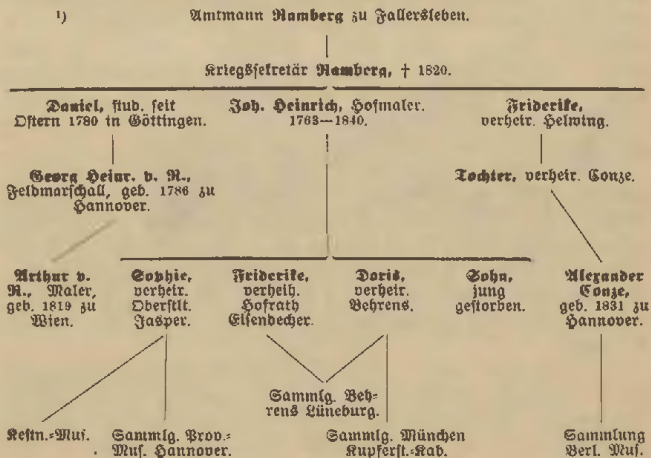 1) Amtmann Ramberg zu Fallersleben.
Kriegssekretär Ramberg, † 1820.
Daniel, stud. seit
Ostern 1780 in Göttingen.
Joh. Heinrich, Hofmaler.
1763—1840.
Friderike,
verheir. Helwing.
Georg Heinr. v. R.,
Feldmarschall, geb. 1786 zu
Hannover.
Tochter, verheir. Conze.
Arthur v.
R., Maler,
geb. 1819 zu
Wien.
Sophie,
verheir.
Oberstlt.
Jasper.
Friderike,
verheih.
Hofrath
Eisendecher.
Doris,
verheir.
Behrens.
Sohn,
jung
gestorben.
Alexander
Conze,
geb. 1831 zu
Hannover.
Sammlg. Beh=
rens Lüneburg.
Kestn.=Mus.
Sammlg. Prov.=
Mus. Hannover.
Sammlg. München
Kupferst.=Kab.
Sammlung
Berl. Mus.